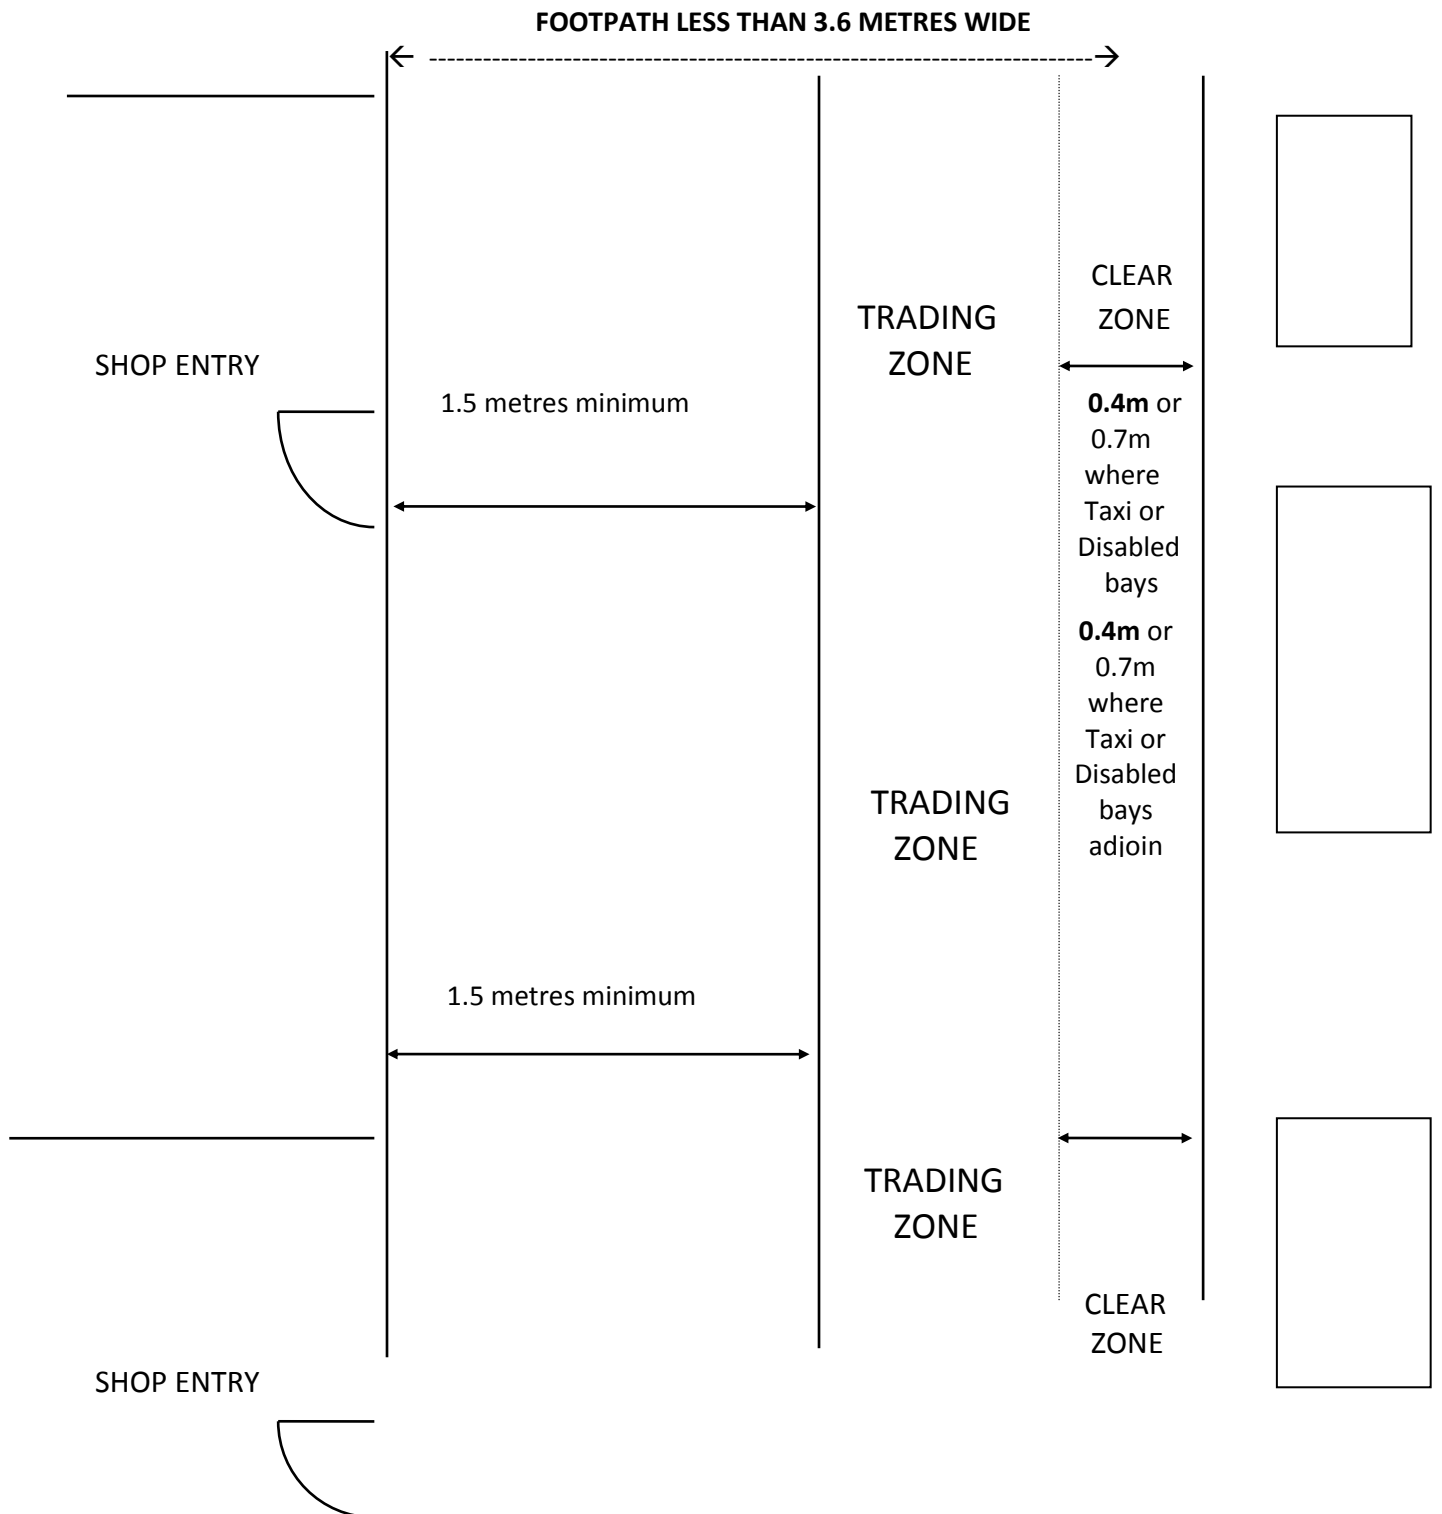 FOOTPATH LESS THAN 3.6 METRES WIDE
CLEAR
ZONE
TRADING
ZONE
SHOP ENTRY
1.5 metres minimum
0.4m or
0.7m
where
Taxi or
Disabled
bays
0.4m or
0.7m
where
Taxi or
Disabled
bays
adjoin
TRADING
ZONE
1.5 metres minimum
TRADING
ZONE
CLEAR
ZONE
SHOP ENTRY